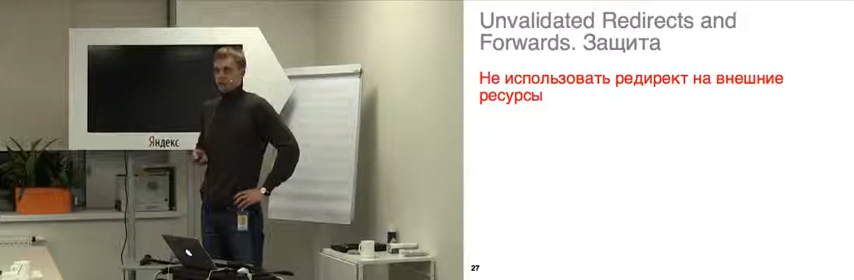 Яндекс
Unvalidated Redirects and
Forwards. Защита
Не использовать редирект на внешние
ресурсы
27